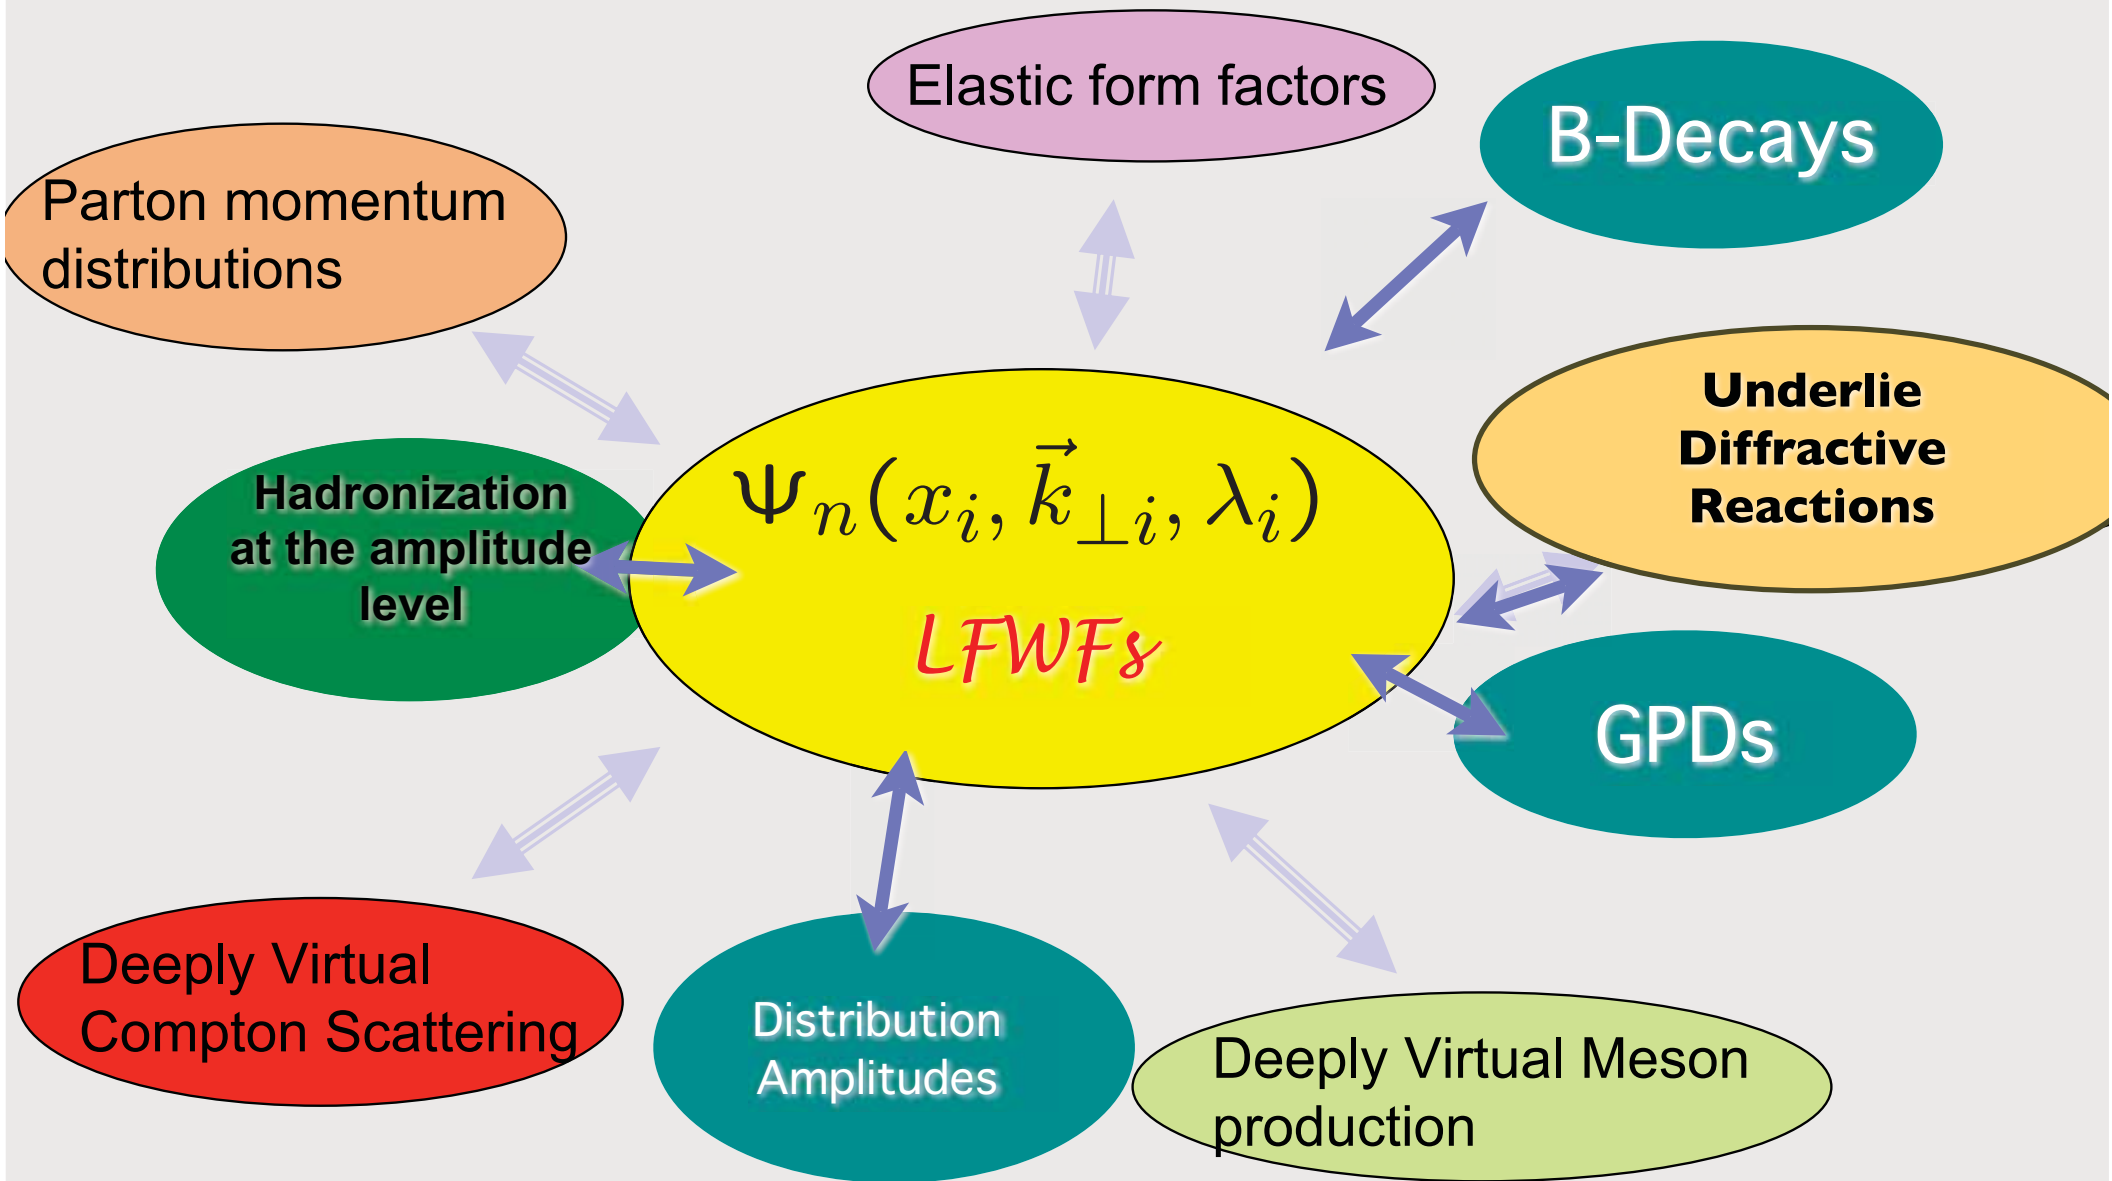 Elastic form factors
B-Decays
Parton momentum
distributions
Underlie
Diffractive
Reactions
Hadronization
at the amplitude
level
Ψₙ(xᵢ, k⃗⊥ᵢ, λᵢ)
LFWFs
GPDs
Deeply Virtual
Compton Scattering
Distribution
Amplitudes
Deeply Virtual Meson
production